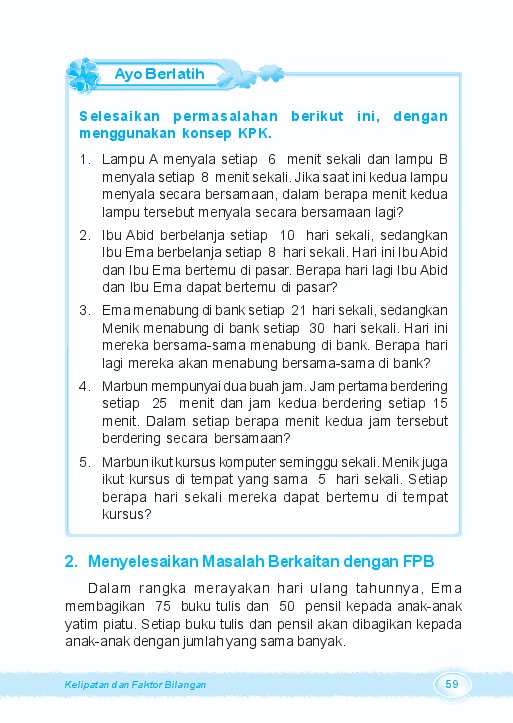 Ayo Berlatih
Selesaikan permasalahan berikut ini, dengan
menggunakan konsep KPK.
1. Lampu A menyala setiap 6 menit sekali dan lampu B
menyala setiap 8 menit sekali. Jika saat ini kedua lampu
menyala secara bersamaan, dalam berapa menit kedua
lampu tersebut menyala secara bersamaan lagi?
2. Ibu Abid berbelanja setiap 10 hari sekali, sedangkan
Ibu Ema berbelanja setiap 8 hari sekali. Hari ini Ibu Abid
dan Ibu Ema bertemu di pasar. Berapa hari lagi Ibu Abid
dan Ibu Ema dapat bertemu di pasar?
3. Ema menabung di bank setiap 21 hari sekali, sedangkan
Menik menabung di bank setiap 30 hari sekali. Hari ini
mereka bersama-sama menabung di bank. Berapa hari
lagi mereka akan menabung bersama-sama di bank?
4. Marbun mempunyai dua buah jam. Jam pertama berdering
setiap 25 menit dan jam kedua berdering setiap 15
menit. Dalam setiap berapa menit kedua jam tersebut
berdering secara bersamaan?
5. Marbun ikut kursus komputer seminggu sekali. Menik juga
ikut kursus di tempat yang sama 5 hari sekali. Setiap
berapa hari sekali mereka dapat bertemu di tempat
kursus?
2. Menyelesaikan Masalah Berkaitan dengan FPB
Dalam rangka merayakan hari ulang tahunnya, Ema
membagikan 75 buku tulis dan 50 pensil kepada anak-anak
yatim piatu. Setiap buku tulis dan pensil akan dibagikan kepada
anak-anak dengan jumlah yang sama banyak.
Kelipatan dan Faktor Bilangan
59